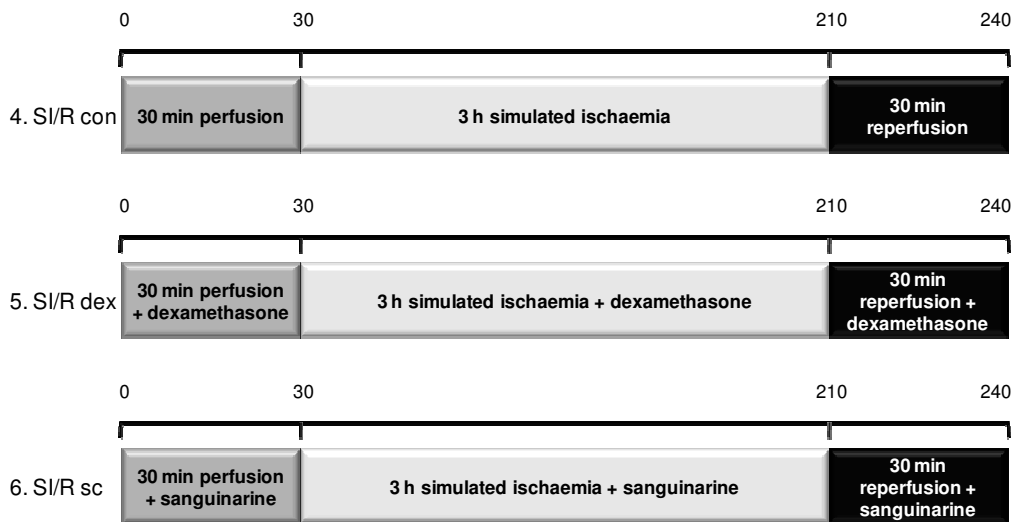 0 30 210 240
4. SI/R con
30 min perfusion
3 h simulated ischaemia
30 min
reperfusion
0 30 210 240
5. SI/R dex
30 min perfusion
+ dexamethasone
3 h simulated ischaemia + dexamethasone
30 min
reperfusion +
dexamethasone
0 30 210 240
6. SI/R sc
30 min perfusion
+ sanguinarine
3 h simulated ischaemia + sanguinarine
30 min
reperfusion +
sanguinarine